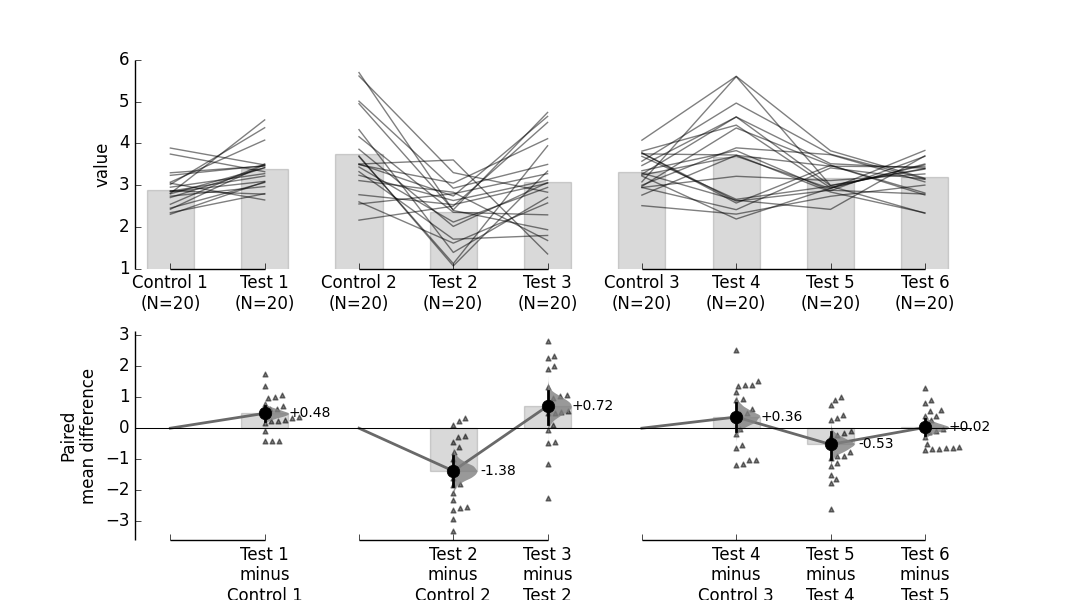 6
5
4
3
2
1
value
Control 1 Test 1 Control 2 Test 2 Test 3 Control 3 Test 4 Test 5 Test 6
(N=20) (N=20) (N=20) (N=20) (N=20) (N=20) (N=20) (N=20) (N=20)
3
2
1
0
−1
−2
−3
Paired
mean difference
+0.48
-1.38
+0.72
+0.36
-0.53
+0.02
Test 1 Test 2 Test 3 Test 4 Test 5 Test 6
minus minus minus minus minus minus
Control 1 Control 2 Test 2 Control 3 Test 4 Test 5